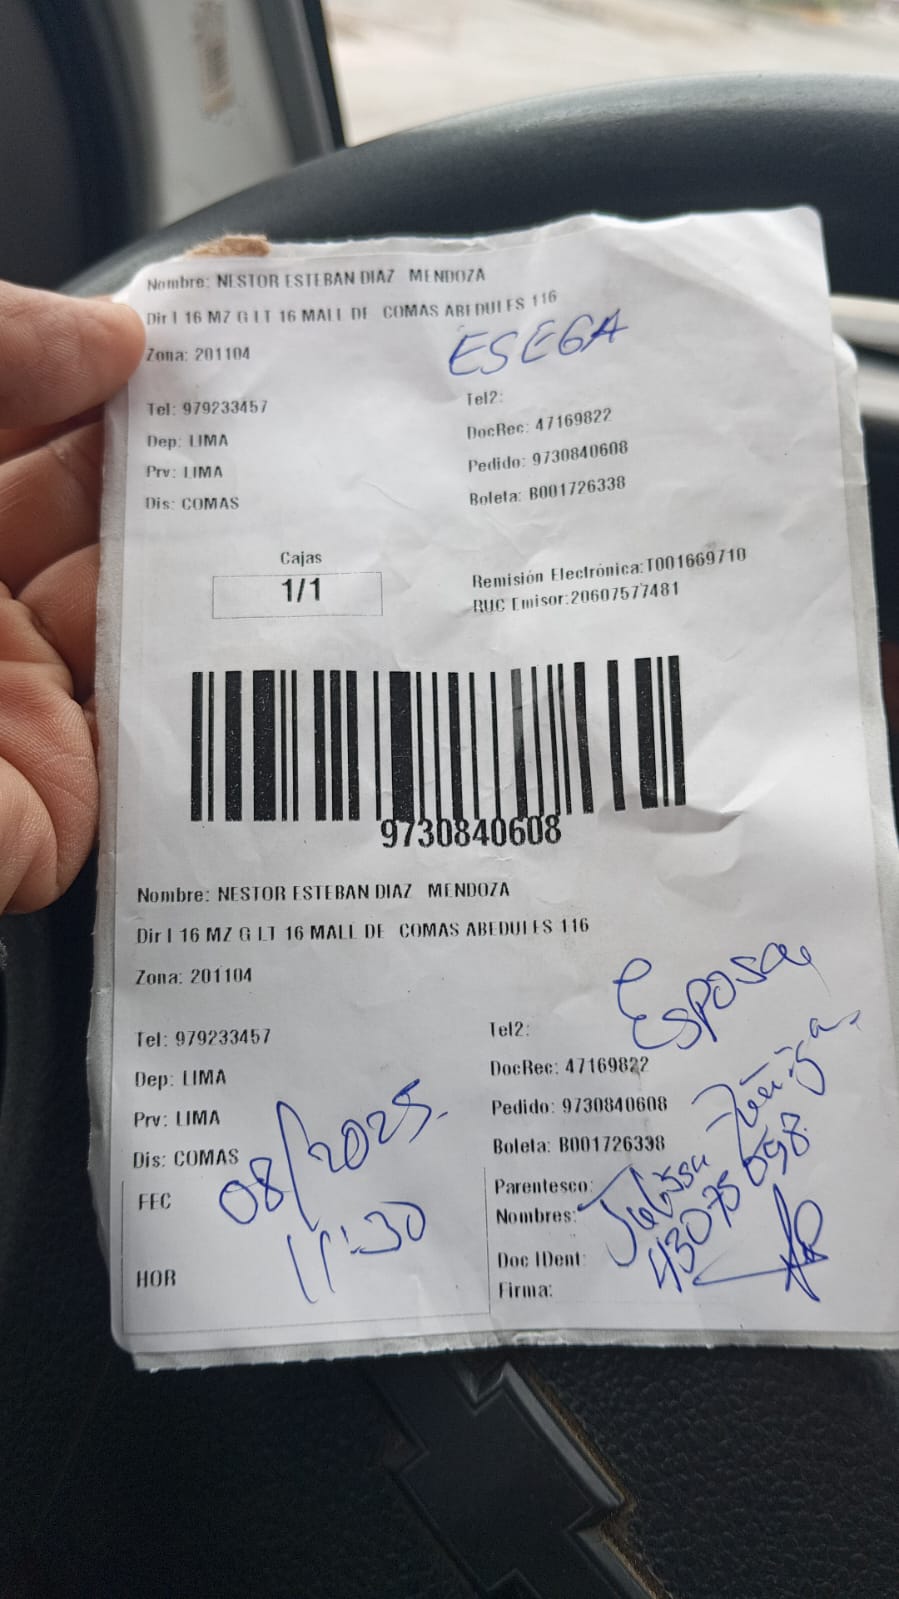 Nombre: NESTOR ESTEBAN DIAZ MENDOZA
Dir I 16 MZ G LT 16 MALL DE COMAS ABEDULES 116
ESEGA
Zona: 201104
Tel: 979233457
Tel2:
Dep: LIMA
DocRec: 47169822
Prv: LIMA
Pedido: 9730840608
Dis: COMAS
Boleta: B001726338
Cajas
1/1
Remisión Electrónica:T001669710
RUC Emisor:20607577481
9730840608
Nombre: NESTOR ESTEBAN DIAZ MENDOZA
Dir I 16 MZ G LT 16 MALL DE COMAS ABEDULES 116
Zona: 201104
Esposa
Tel: 979233457
Tel2:
Dep: LIMA
DocRec: 47169822
Prv: LIMA
Pedido: 9730840608
Dis: COMAS
Boleta: B001726338
FEC 08/2025
Parentesco:
Nombres: Julissa Zúñiga
HOR 11:30
Doc IDent: 43075698
Firma: